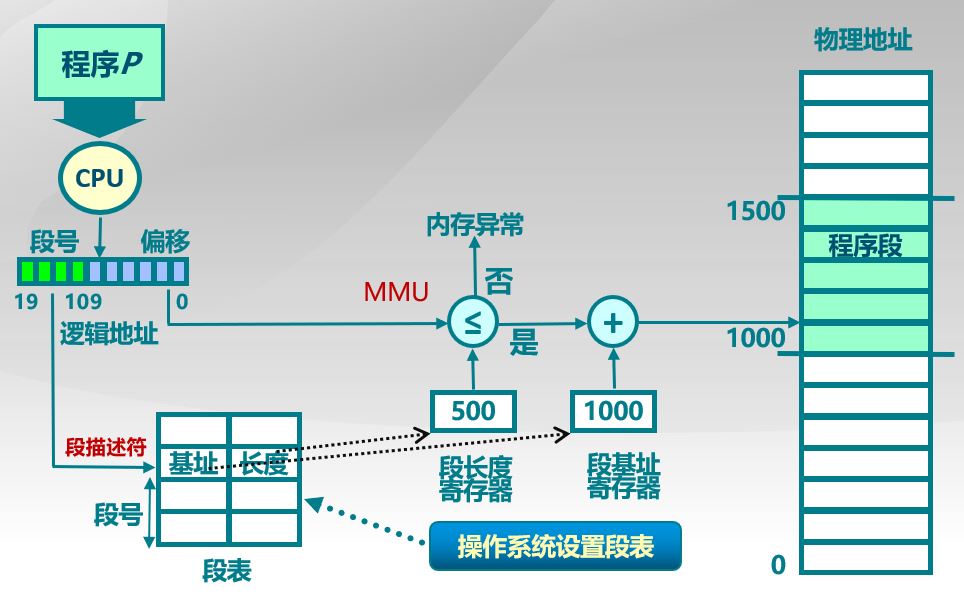 程序P
物理地址
CPU
段号
偏移
19
109
0
逻辑地址
MMU
内存异常
否
≤
是
+
1500
程序段
1000
500
1000
段长度
寄存器
段基址
寄存器
段描述符
基址
长度
段号
段表
操作系统设置段表
0